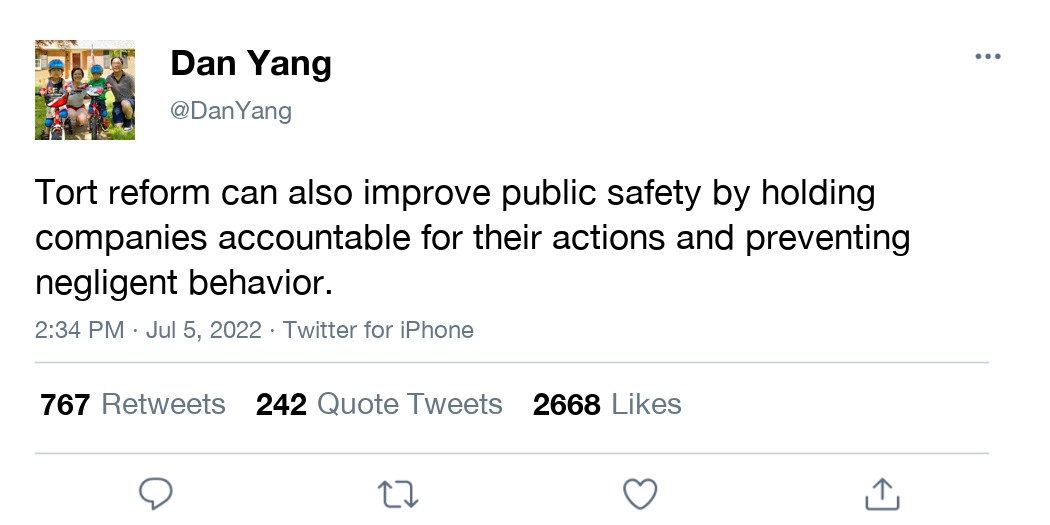 Dan Yang
@DanYang
Tort reform can also improve public safety by holding
companies accountable for their actions and preventing
negligent behavior.
2:34 PM · Jul 5, 2022 · Twitter for iPhone
767 Retweets 242 Quote Tweets 2668 Likes